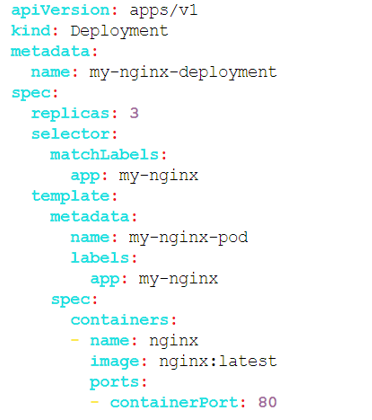 apiVersion: apps/v1
kind: Deployment
metadata:
  name: my-nginx-deployment
spec:
  replicas: 3
  selector:
    matchLabels:
      app: my-nginx
  template:
    metadata:
      name: my-nginx-pod
      labels:
        app: my-nginx
    spec:
      containers:
      - name: nginx
        image: nginx:latest
        ports:
        - containerPort: 80